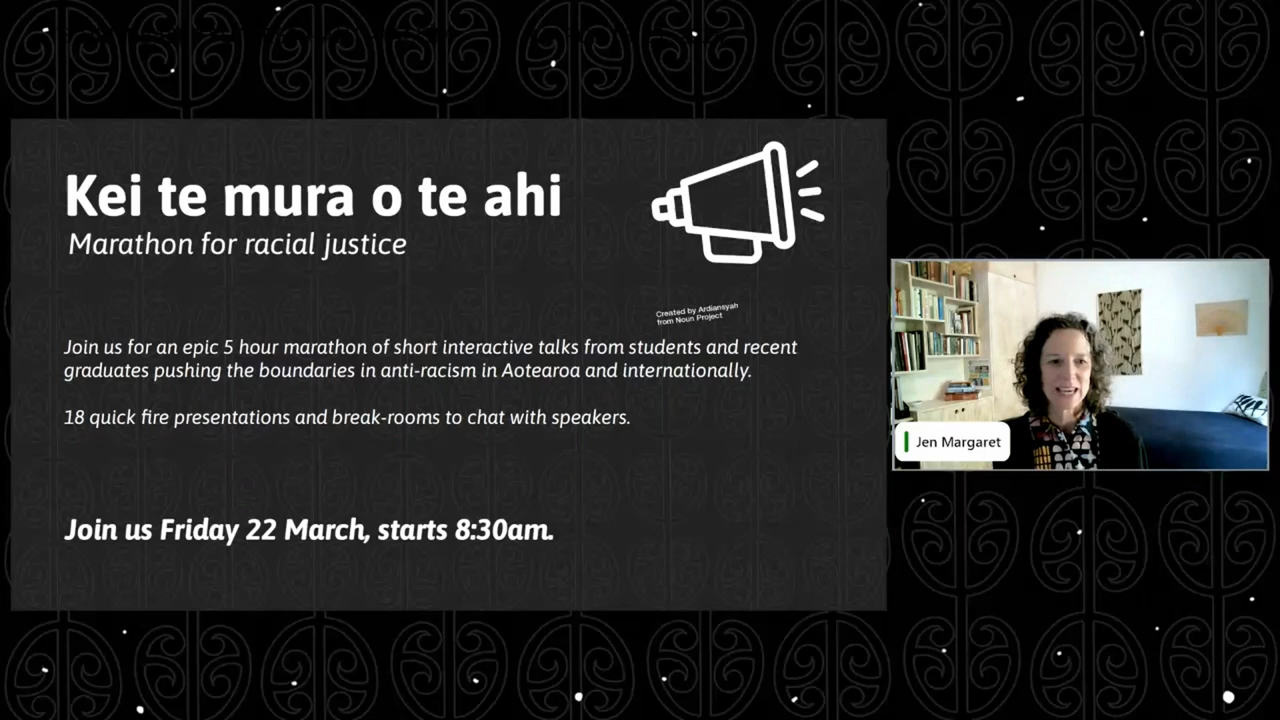 Kei te mura o te ahi
Marathon for racial justice
Created by Ardiansyah
from Noun Project
Join us for an epic 5 hour marathon of short interactive talks from students and recent
graduates pushing the boundaries in anti-racism in Aotearoa and internationally.
18 quick fire presentations and break-rooms to chat with speakers.
Join us Friday 22 March, starts 8:30am.
Jen Margaret